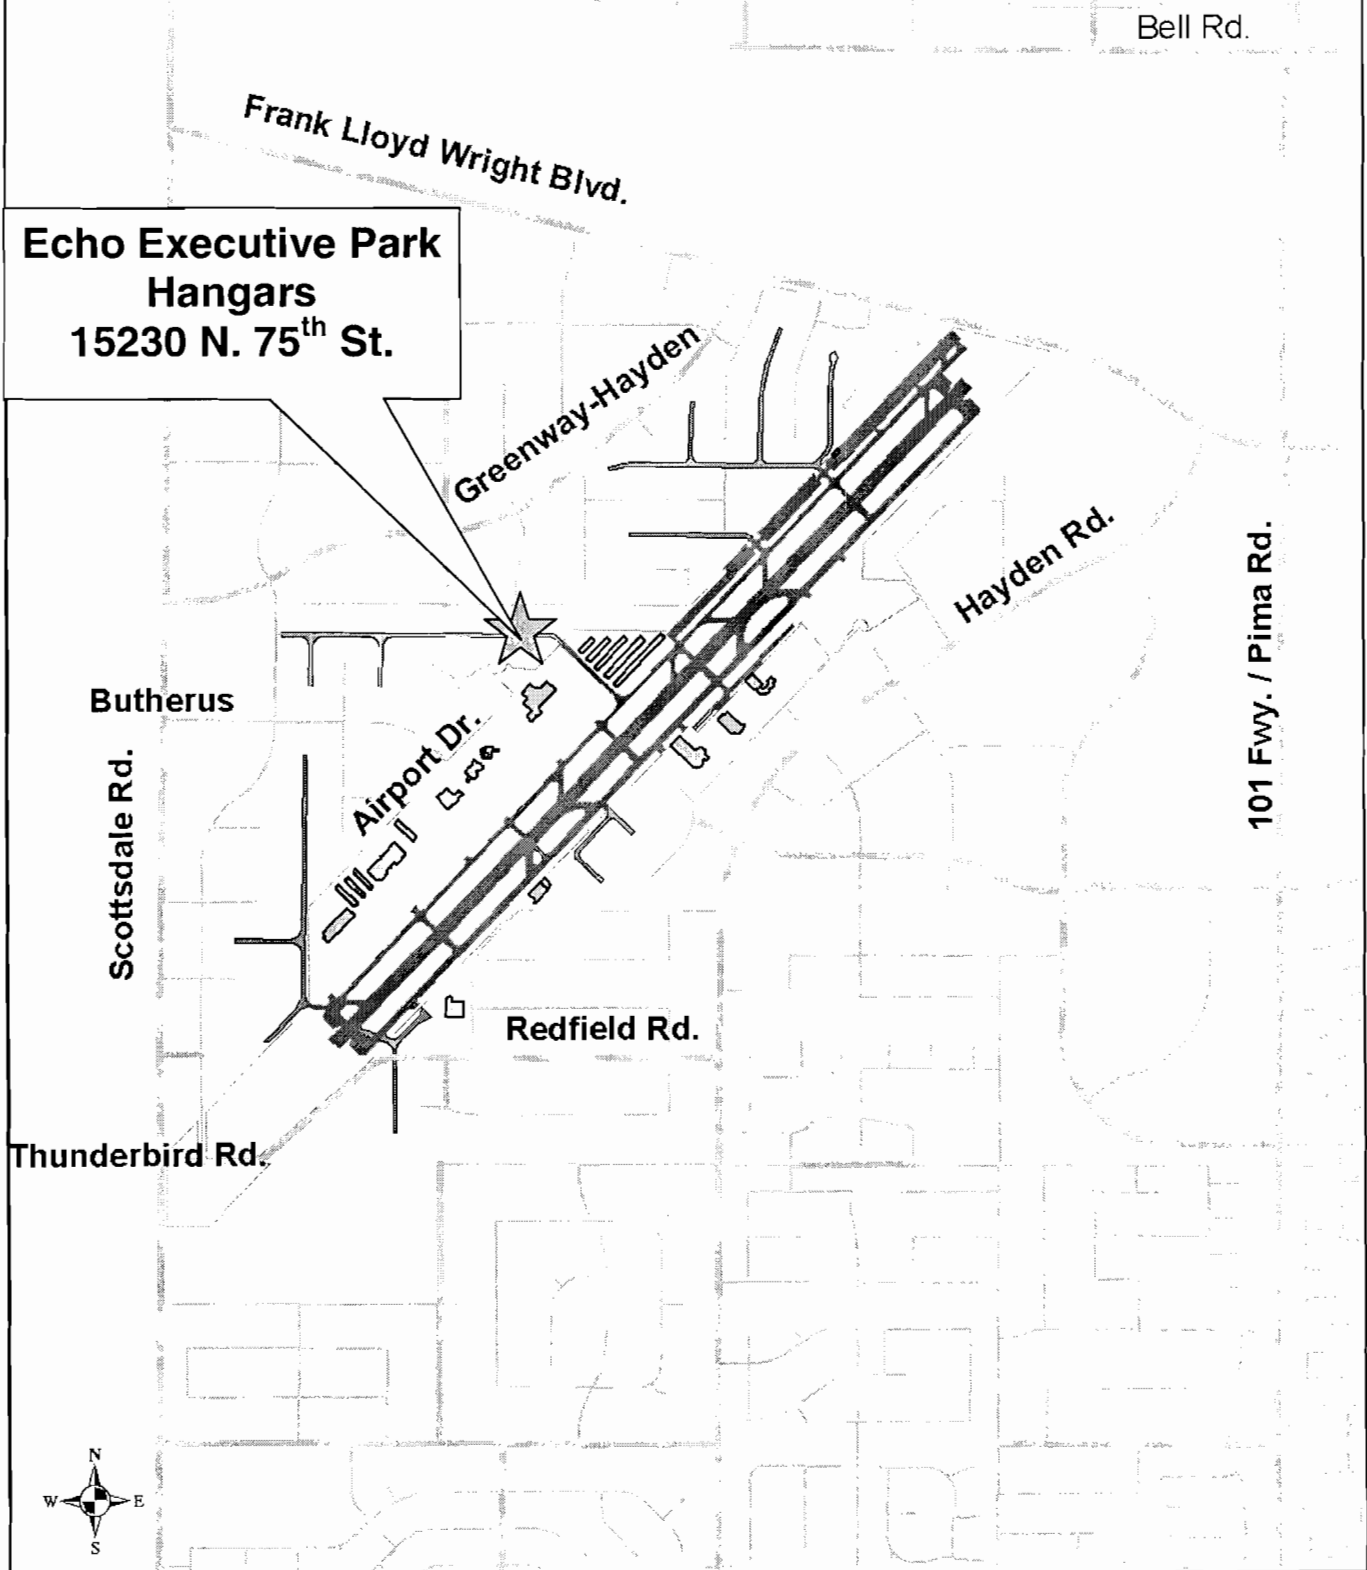 Bell Rd.
Frank Lloyd Wright Blvd.
Echo Executive Park
Hangars
15230 N. 75th St.
Greenway-Hayden
Hayden Rd.
101 Fwy. / Pima Rd.
Butherus
Airport Dr.
Scottsdale Rd.
Redfield Rd.
Thunderbird Rd.
N
W E
S